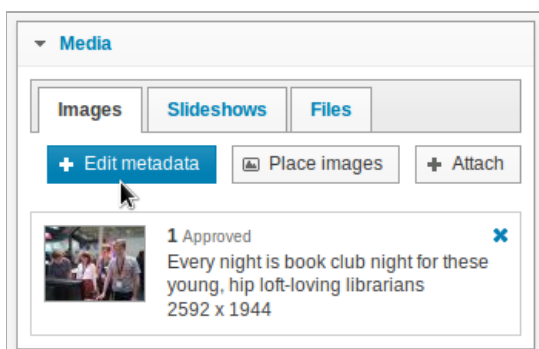 Media
Images Slideshows Files
Edit metadata Place images Attach
1 Approved
Every night is book club night for these
young, hip loft-loving librarians
2592 x 1944